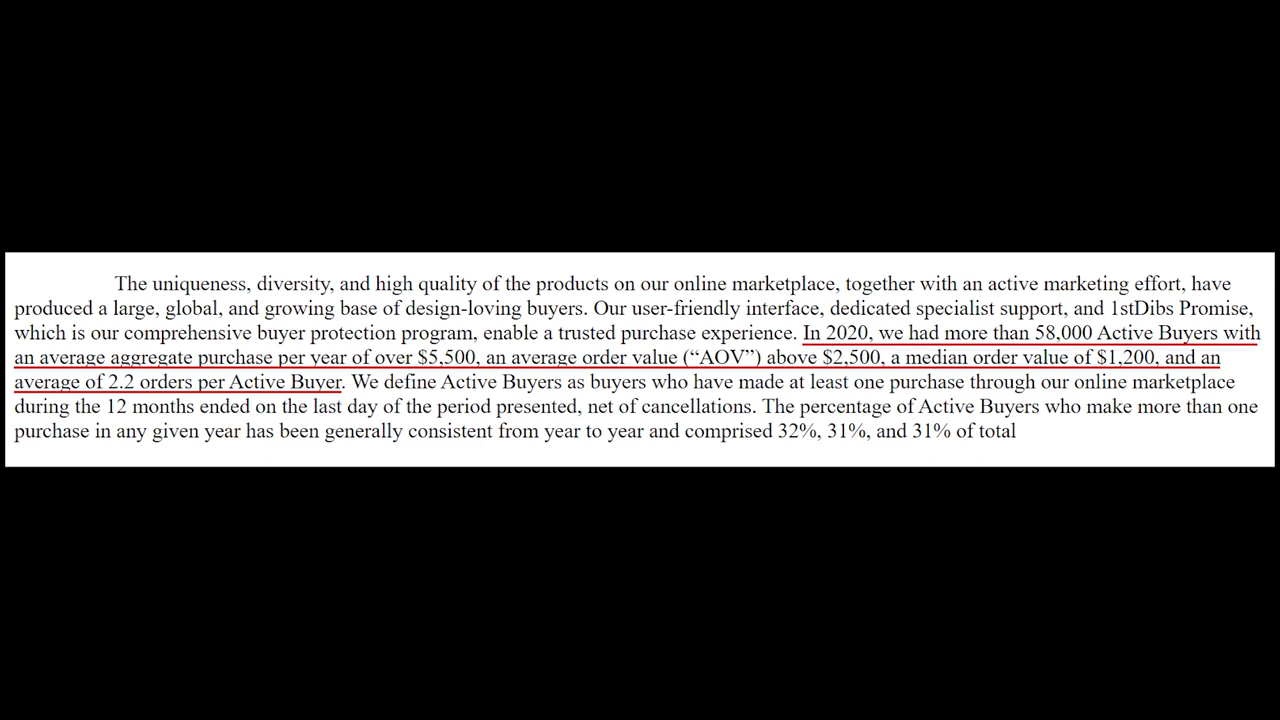 The uniqueness, diversity, and high quality of the products on our online marketplace, together with an active marketing effort, have
produced a large, global, and growing base of design-loving buyers. Our user-friendly interface, dedicated specialist support, and 1stDibs Promise,
which is our comprehensive buyer protection program, enable a trusted purchase experience. In 2020, we had more than 58,000 Active Buyers with
an average aggregate purchase per year of over $5,500, an average order value (“AOV”) above $2,500, a median order value of $1,200, and an
average of 2.2 orders per Active Buyer. We define Active Buyers as buyers who have made at least one purchase through our online marketplace
during the 12 months ended on the last day of the period presented, net of cancellations. The percentage of Active Buyers who make more than one
purchase in any given year has been generally consistent from year to year and comprised 32%, 31%, and 31% of total